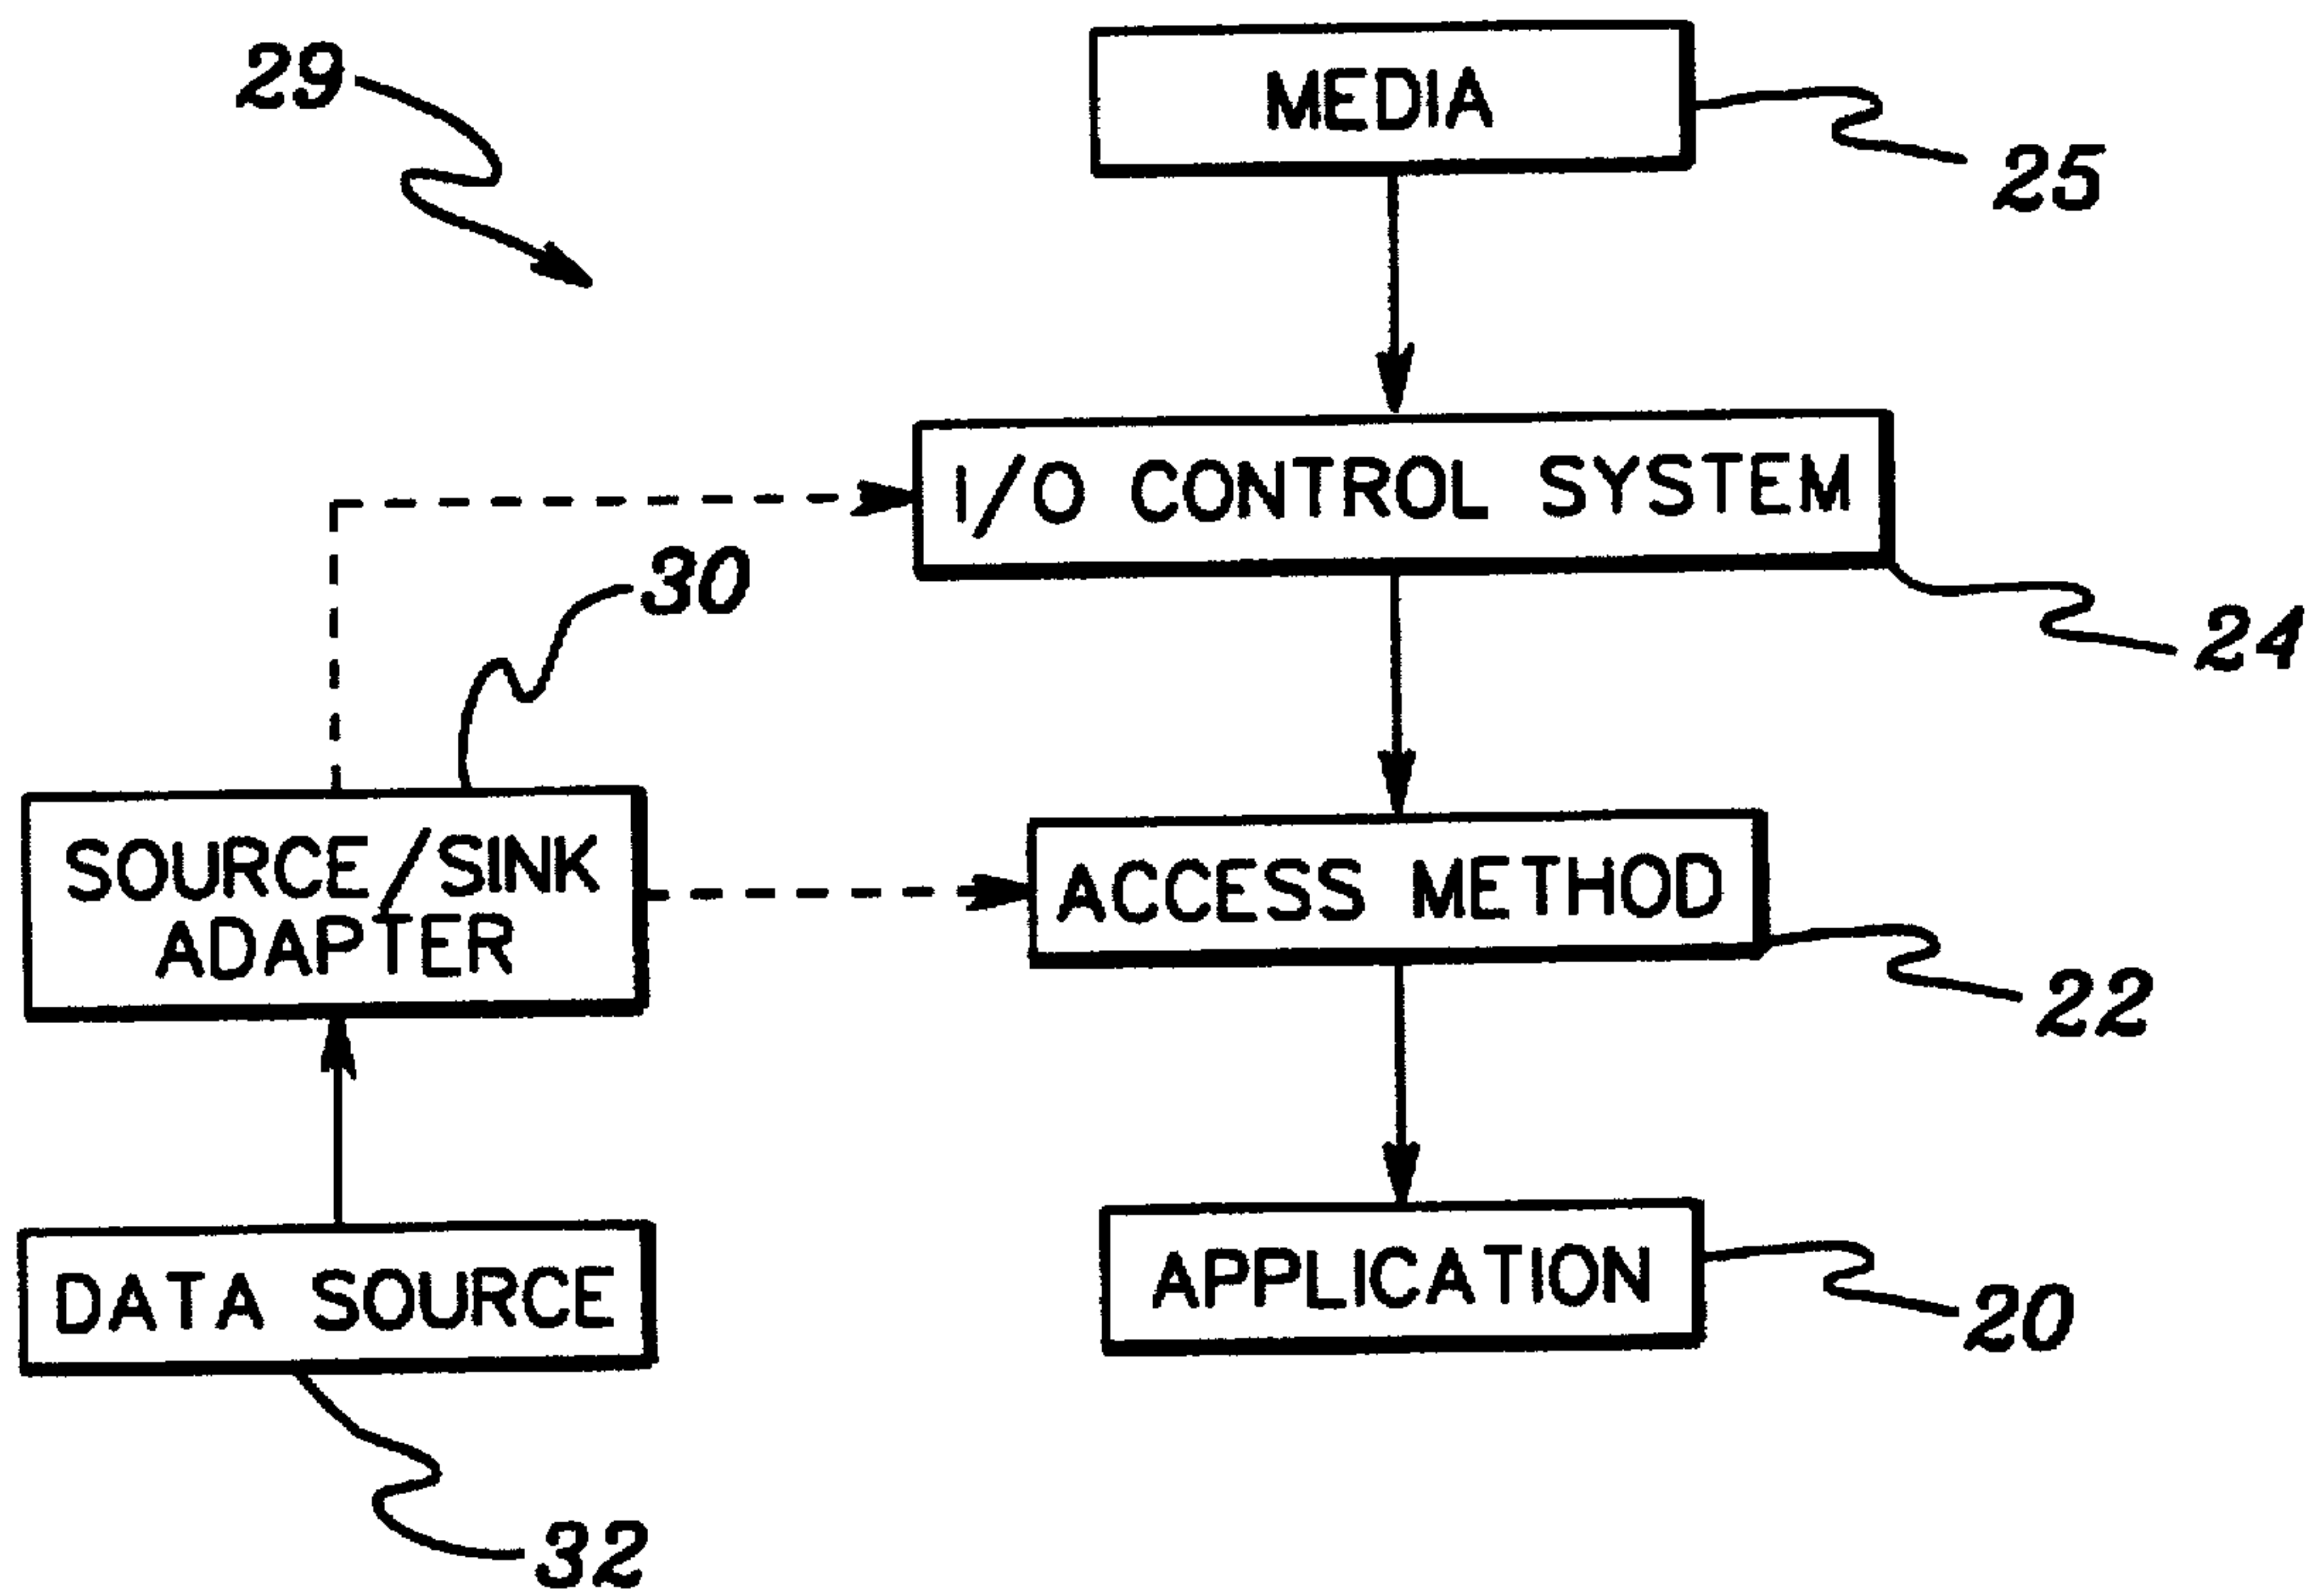 29
MEDIA
25
I/O CONTROL SYSTEM
30
24
SOURCE/SINK
ADAPTER
ACCESS METHOD
22
DATA SOURCE
APPLICATION
20
32